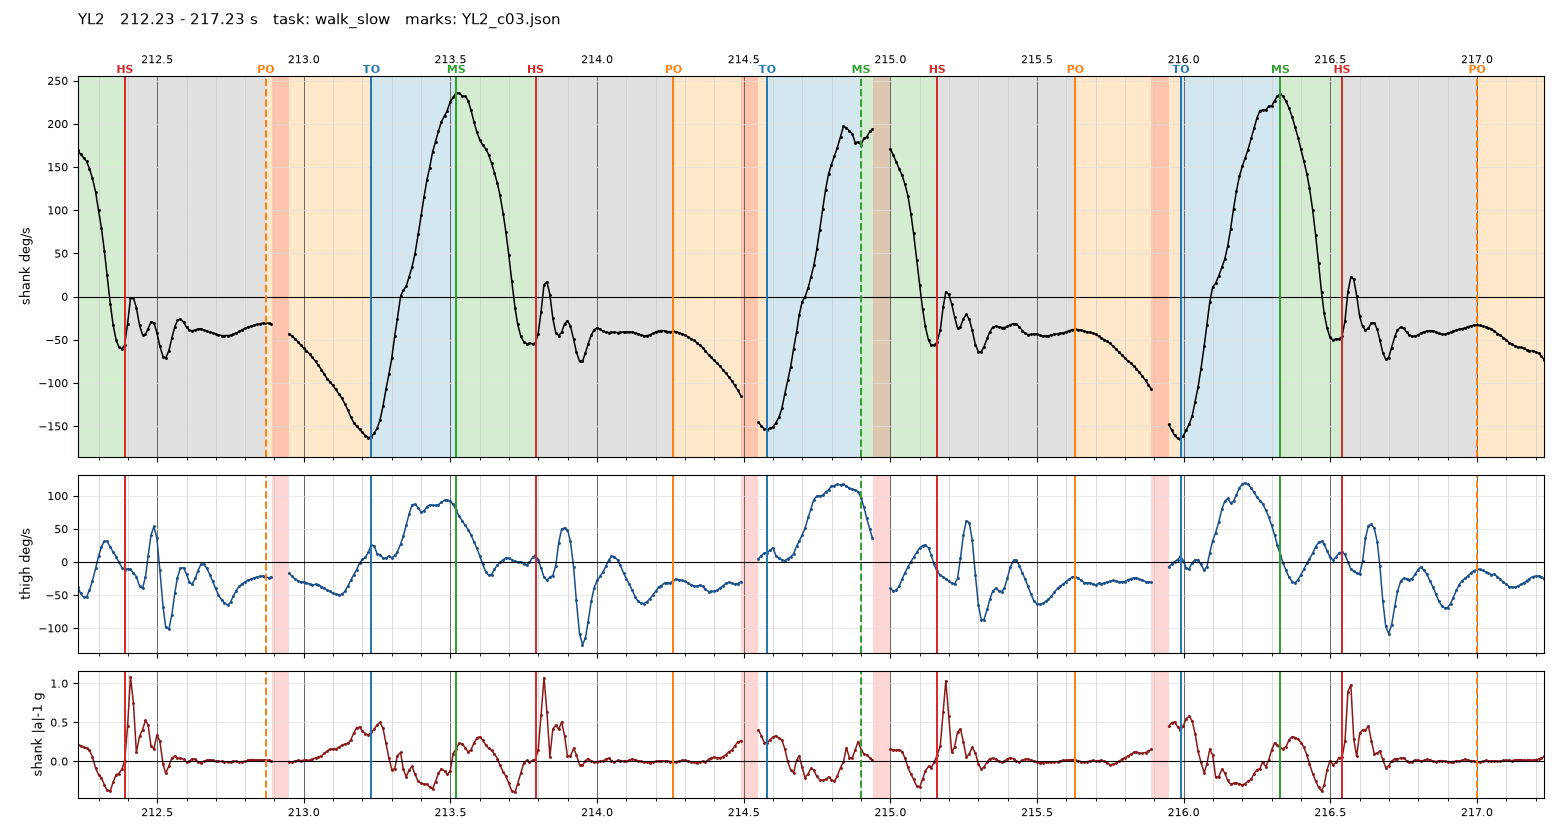 YL2   212.23 - 217.23 s   task: walk_slow   marks: YL2_c03.json
212.5 213.0 213.5 214.0 214.5 215.0 215.5 216.0 216.5 217.0
HS PO TO MS HS PO TO MS HS PO TO MS HS PO
shank deg/s
250
200
150
100
50
0
−50
−100
−150
thigh deg/s
100
50
0
−50
−100
shank |a|-1 g
1.0
0.5
0.0
212.5 213.0 213.5 214.0 214.5 215.0 215.5 216.0 216.5 217.0